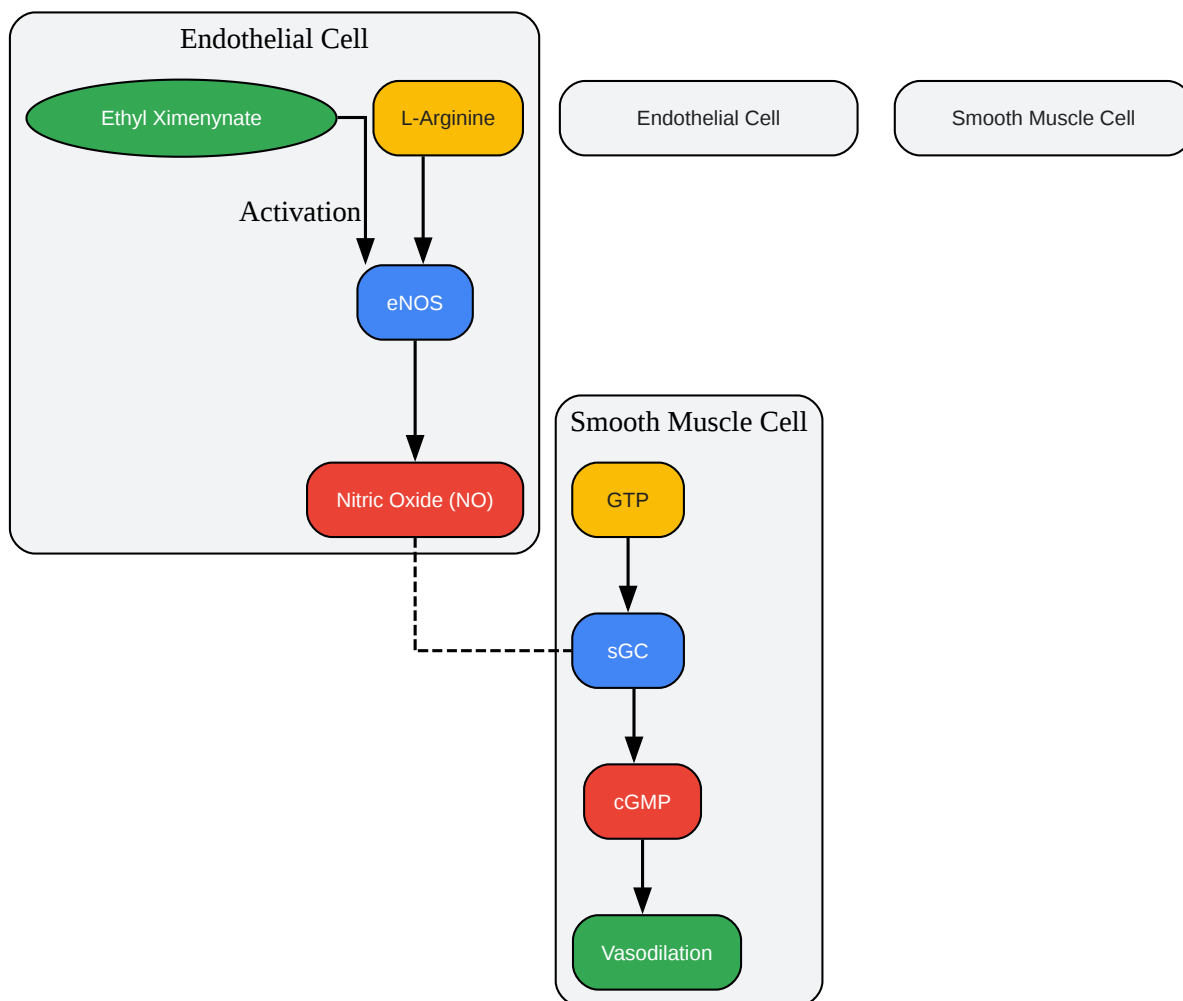 Endothelial Cell
Ethyl Ximenynate
L-Arginine
Endothelial Cell
Smooth Muscle Cell
Activation
eNOS
Smooth Muscle Cell
Nitric Oxide (NO)
GTP
sGC
cGMP
Vasodilation